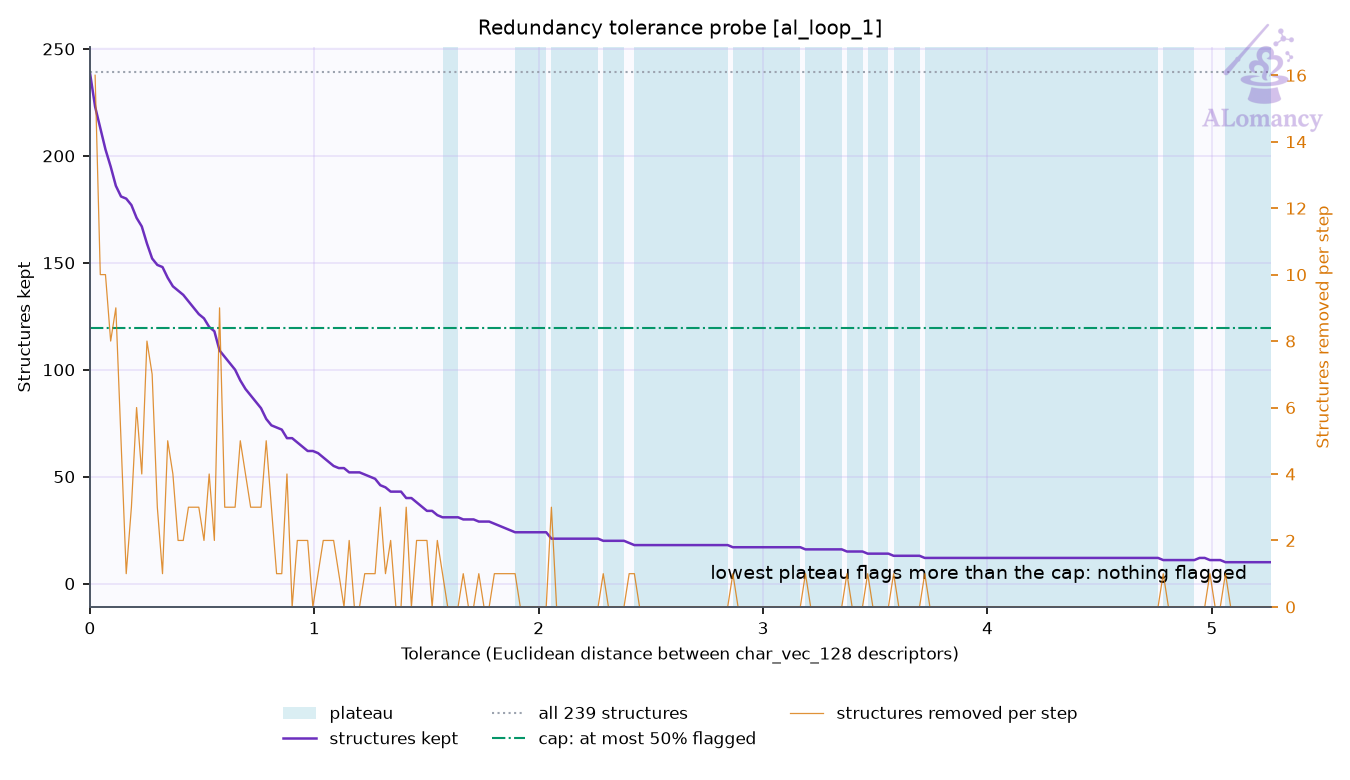 Redundancy tolerance probe [al_loop_1]
ALomancy
250
200
150
100
50
0
Structures kept
16
14
12
10
8
6
4
2
0
Structures removed per step
lowest plateau flags more than the cap: nothing flagged
0 1 2 3 4 5
Tolerance (Euclidean distance between char_vec_128 descriptors)
plateau
structures kept
all 239 structures
cap: at most 50% flagged
structures removed per step